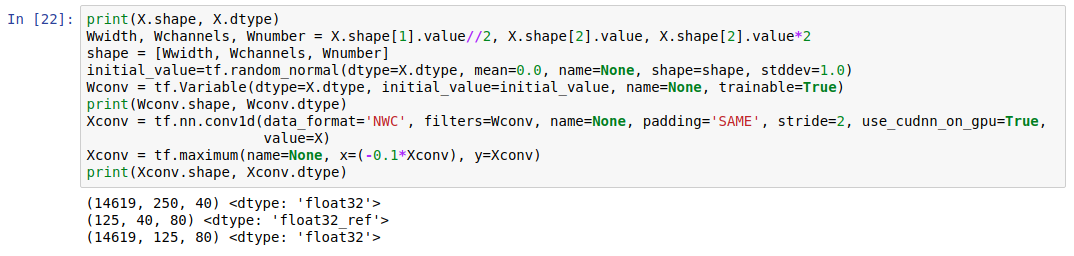 In [22]: print(X.shape, X.dtype)
Wwidth, Wchannels, Wnumber = X.shape[1].value//2, X.shape[2].value, X.shape[2].value*2
shape = [Wwidth, Wchannels, Wnumber]
initial_value=tf.random_normal(dtype=X.dtype, mean=0.0, name=None, shape=shape, stddev=1.0)
Wconv = tf.Variable(dtype=X.dtype, initial_value=initial_value, name=None, trainable=True)
print(Wconv.shape, Wconv.dtype)
Xconv = tf.nn.conv1d(data_format='NWC', filters=Wconv, name=None, padding='SAME', stride=2, use_cudnn_on_gpu=True,
value=X)
Xconv = tf.maximum(name=None, x=(-0.1*Xconv), y=Xconv)
print(Xconv.shape, Xconv.dtype)
(14619, 250, 40) <dtype: 'float32'>
(125, 40, 80) <dtype: 'float32_ref'>
(14619, 125, 80) <dtype: 'float32'>